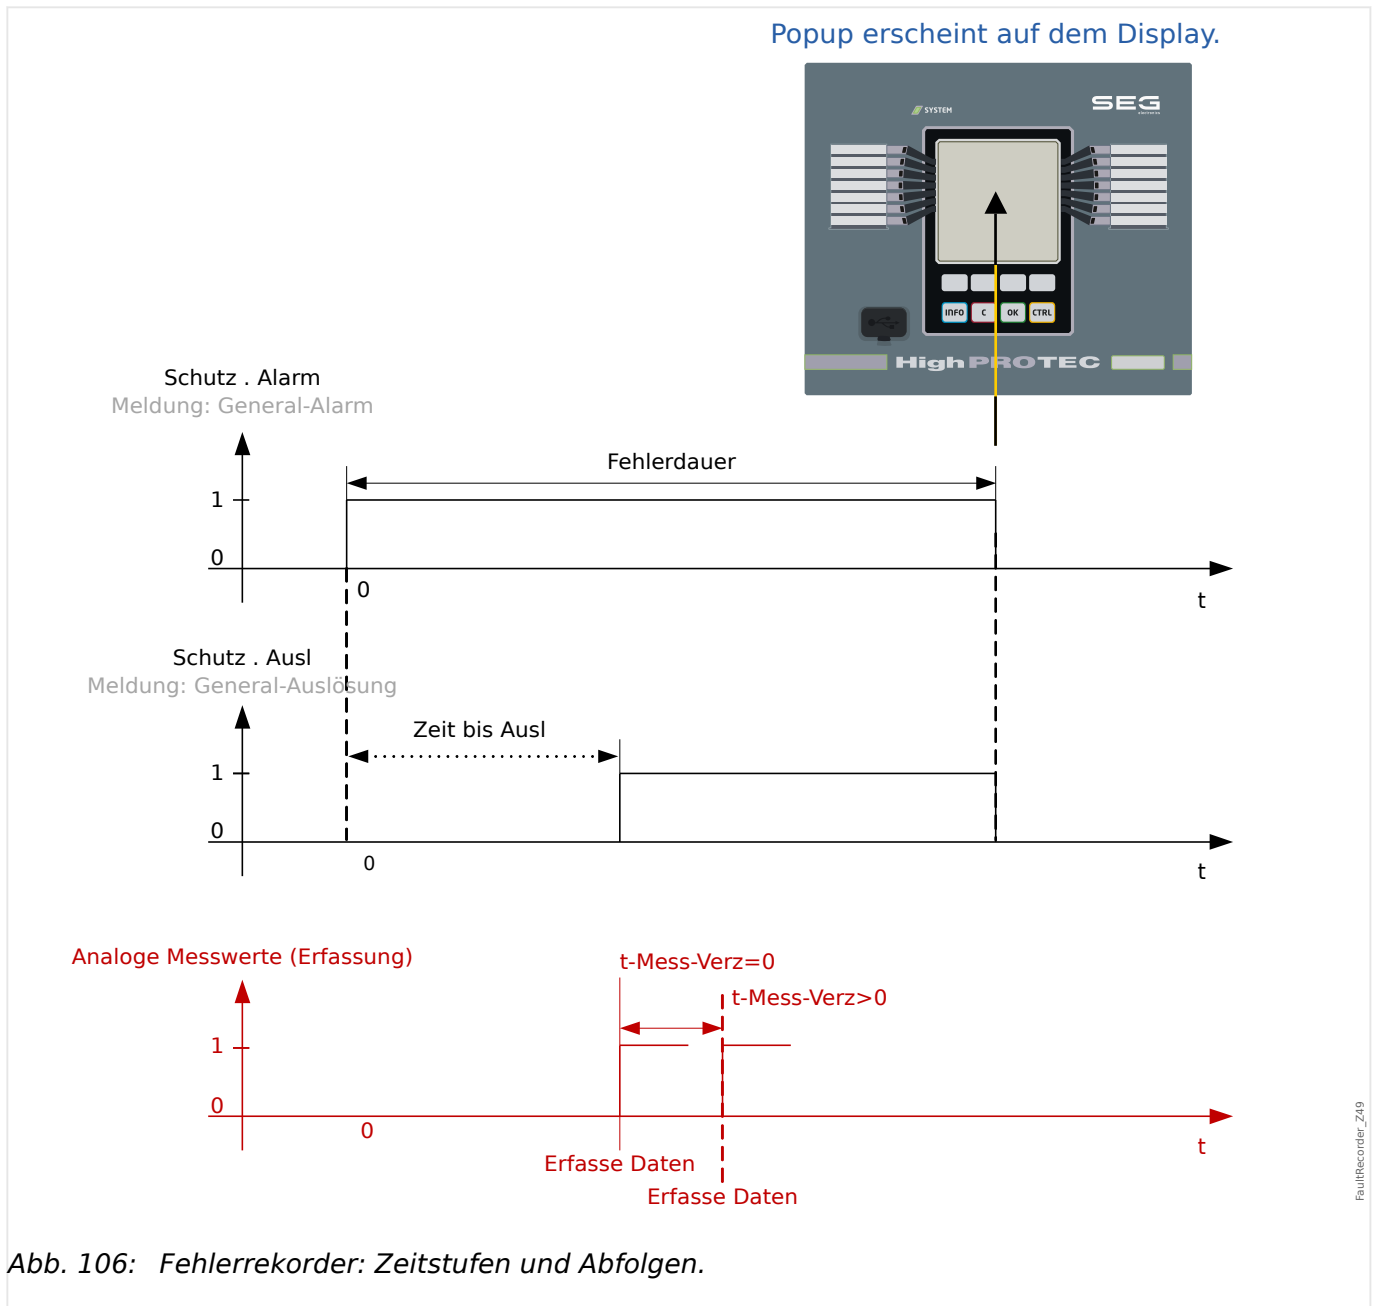 Popup erscheint auf dem Display.
SYSTEM
SEG
electronics
INFO
C
OK
CTRL
HighPROTEC
Schutz . Alarm
Meldung: General-Alarm
Fehlerdauer
1
0
0
t
Schutz . Ausl
Meldung: General-Auslösung
Zeit bis Ausl
1
0
0
t
Analoge Messwerte (Erfassung)
t-Mess-Verz=0
t-Mess-Verz>0
1
0
0
t
Erfasse Daten
Erfasse Daten
FaultRecorder_Z49
Abb. 106: Fehlerrekorder: Zeitstufen und Abfolgen.